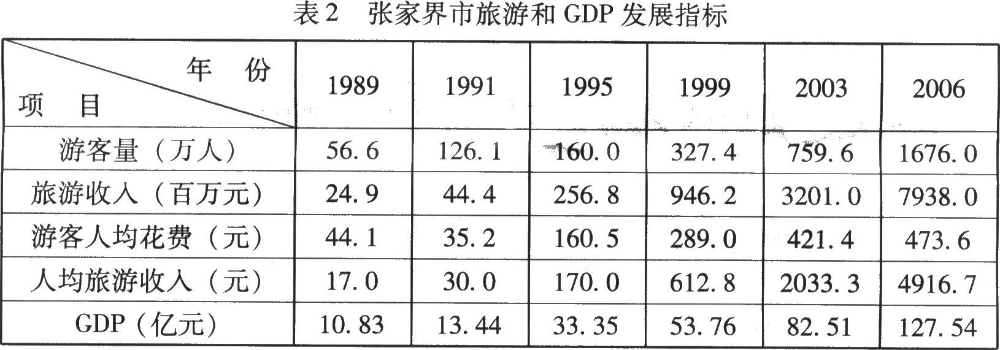 表2 张家界市旅游和 GDP 发展指标
年 份
项 目
1989 1991 1995 1999 2003 2006
游客量（万人） 56.6 126.1 160.0 327.4 759.6 1676.0
旅游收入（百万元） 24.9 44.4 256.8 946.2 3201.0 7938.0
游客人均花费（元） 44.1 35.2 160.5 289.0 421.4 473.6
人均旅游收入（元） 17.0 30.0 170.0 612.8 2033.3 4916.7
GDP（亿元） 10.83 13.44 33.35 53.76 82.51 127.54